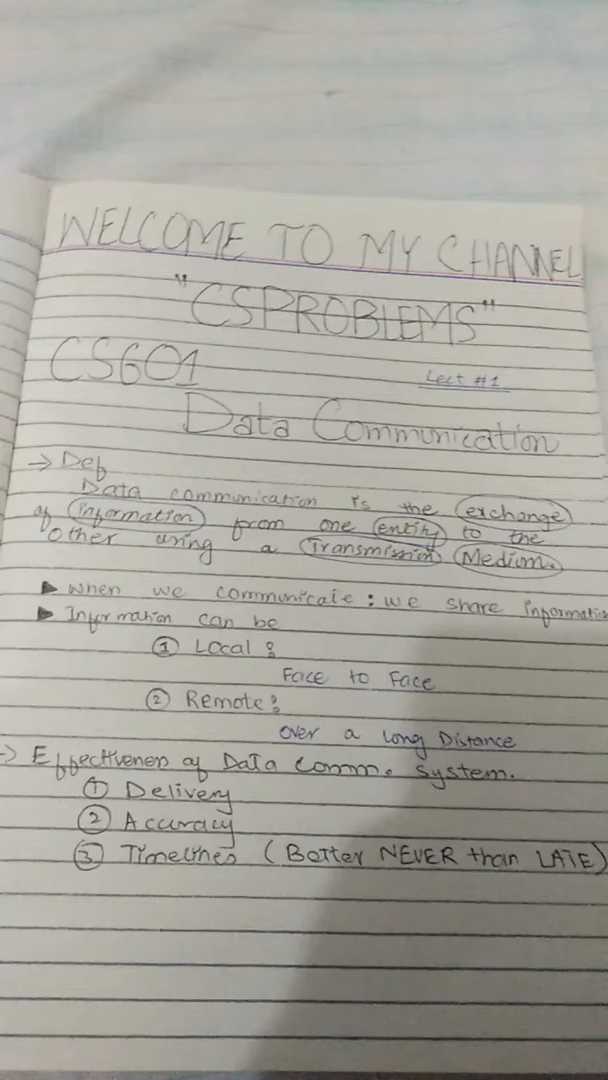 WELCOME TO MY CHANNEL
"CSPROBLEMS"
CS601
Lect #1
Data Communication
→ Def
Data communication is the exchange
of information from one entity to the
other using a Transmission Medium.
▶ When we communicate : we share Informatio
▶ Information can be
① Local :
Face to Face
② Remote :
over a Long Distance
→ Effectiveness of Data Comm. System.
① Delivery
② Accuracy
③ Timelines (Better NEVER than LATE)